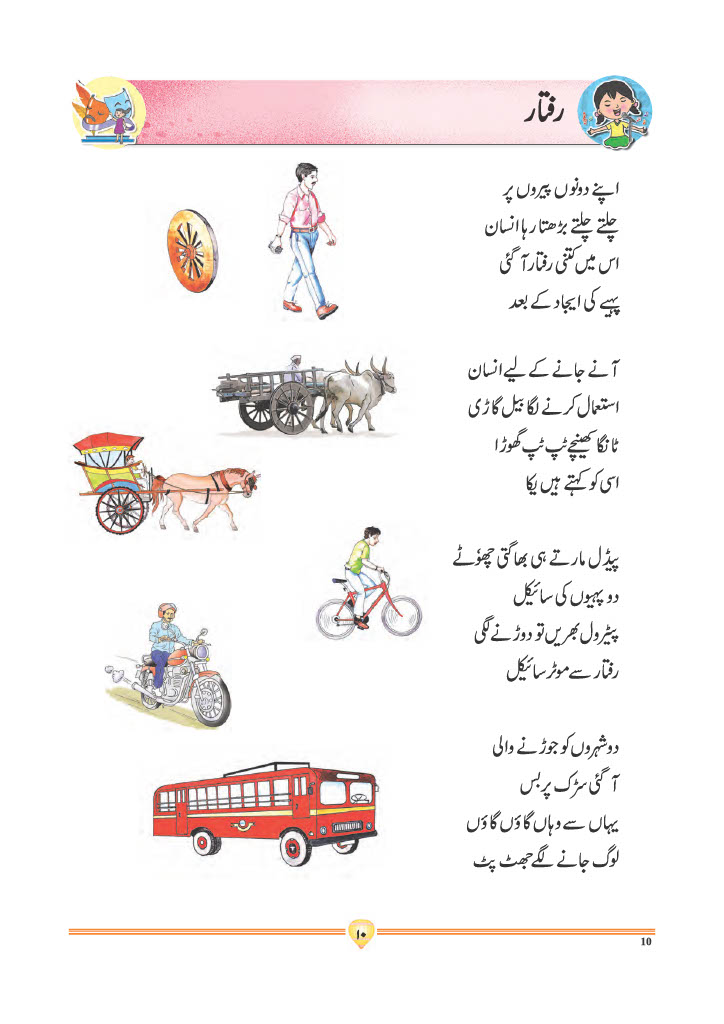 رفتار
اپنے دونوں پیروں پر
چلتے چلتے بڑھتا رہا انسان
اس میں کتنی رفتار آ گئی
پہیے کی ایجاد کے بعد
آنے جانے کے لیے انسان
استعمال کرنے لگا بیل گاڑی
ٹانگا کھینچے ٹپ ٹپ گھوڑا
اسی کو کہتے ہیں یکّا
پیڈل مارتے ہی بھاگتی چھوٗٹے
دو پہیوں کی سائیکل
پیٹرول بھریں تو دوڑنے لگی
رفتار سے موٹر سائیکل
دو شہروں کو جوڑنے والی
آ گئی سڑک پر بس
یہاں سے وہاں گاؤں گاؤں
لوگ جانے لگے جھٹ پٹ
۱۰
10